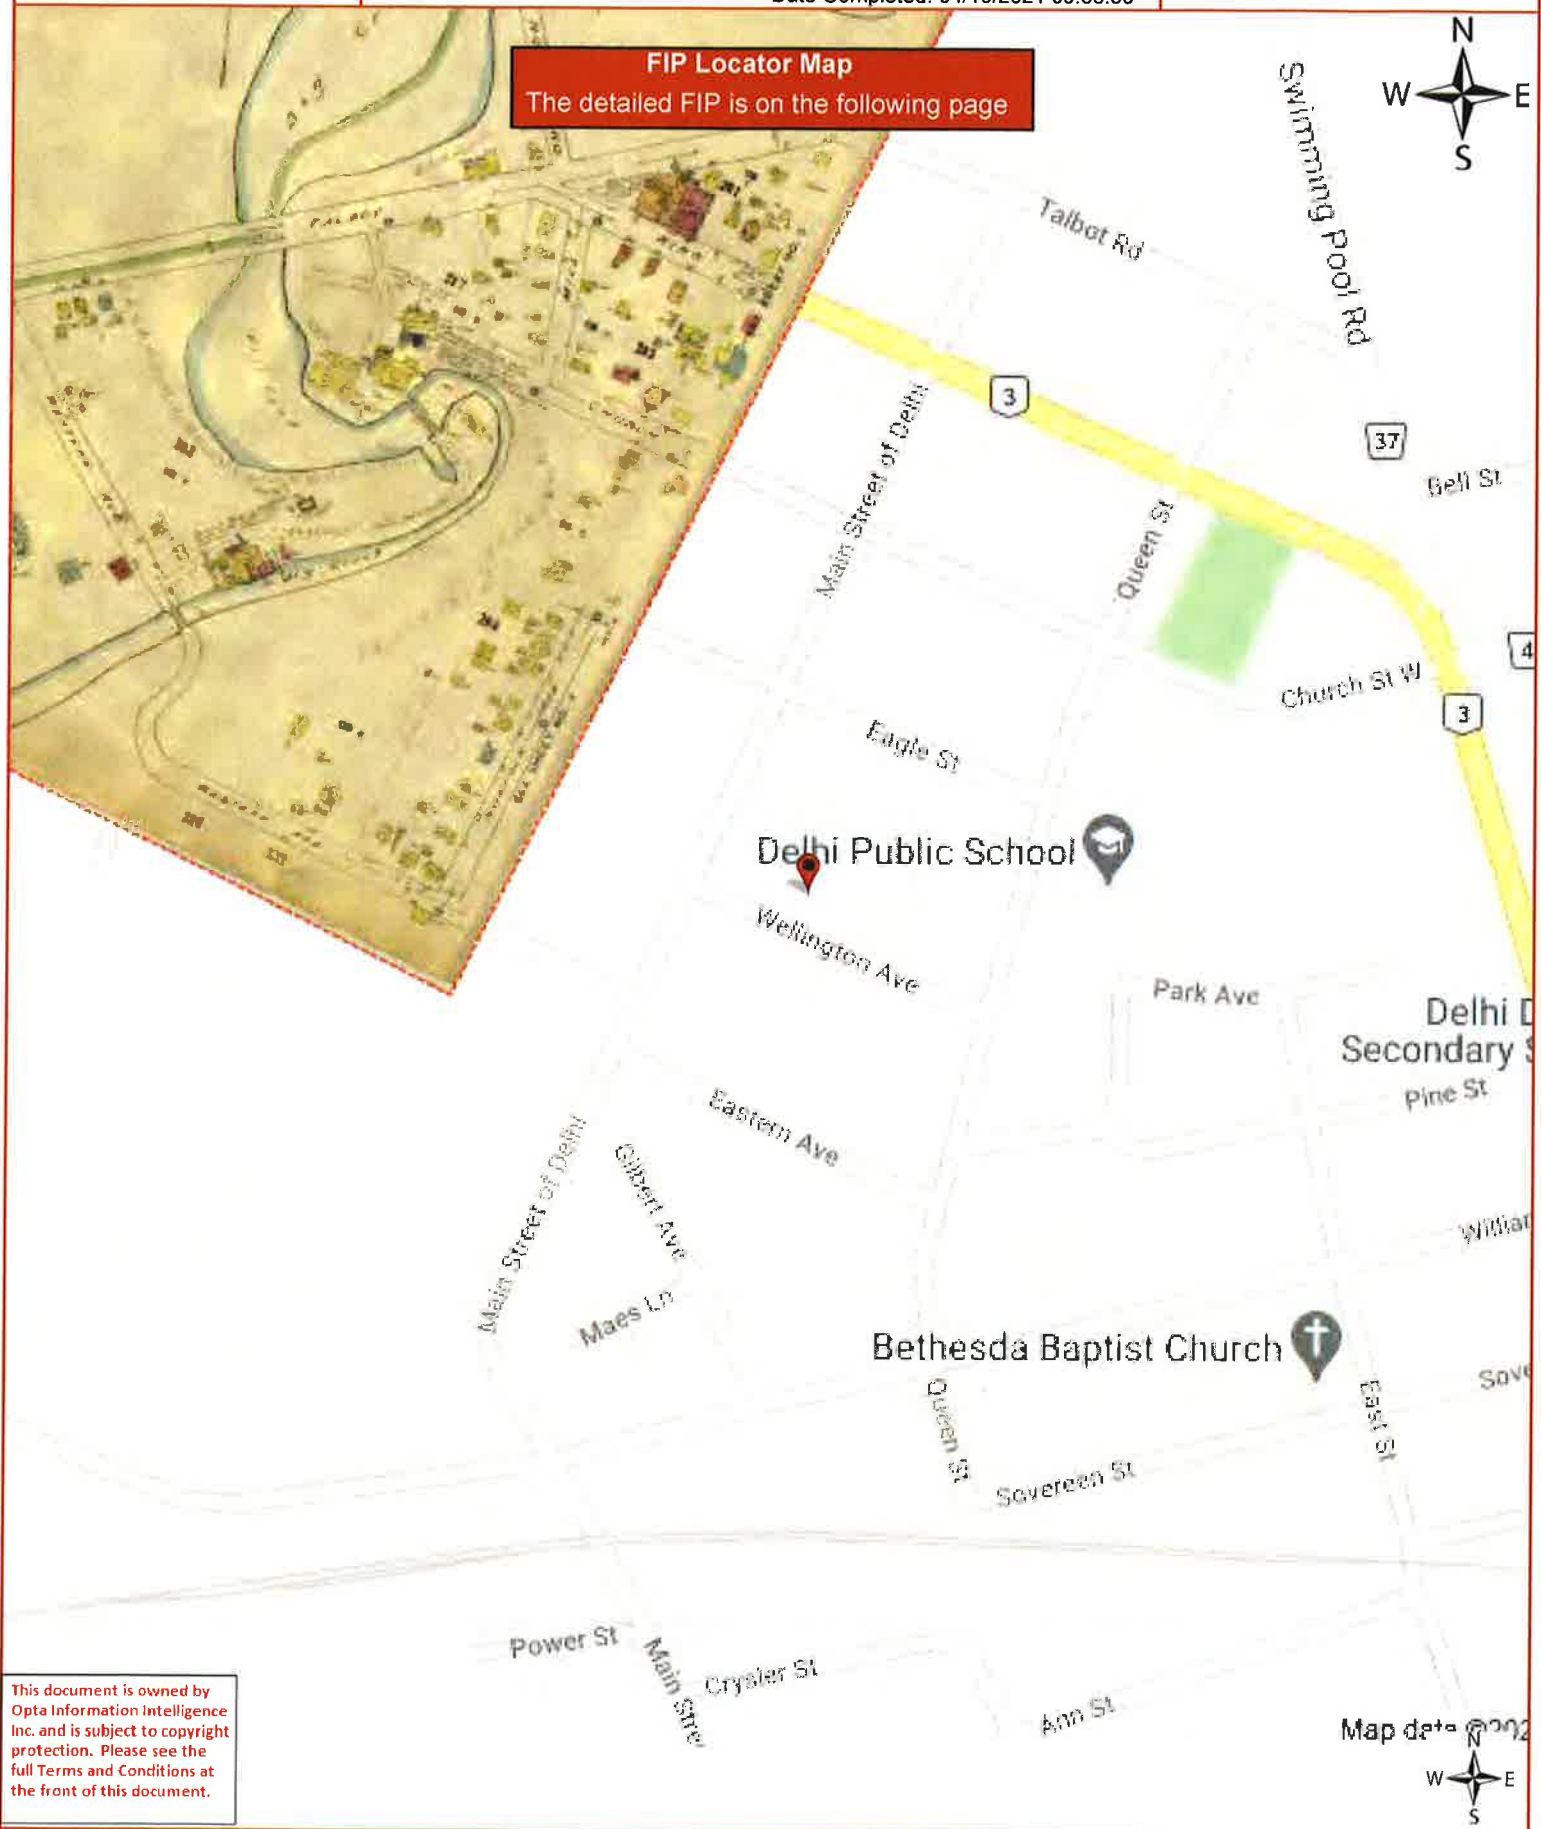 FIP Locator Map
The detailed FIP is on the following page
N
W
E
S
Swimming Pool Rd
Talbot Rd
3
37
Main Street of Delhi
Bell St
Queen St
4
Church St W
3
Eagle St
Delhi Public School
Wellington Ave
Park Ave
Delhi D
Secondary S
Pine St
Eastern Ave
Main Street of Delhi
Gilbert Ave
Willian
Maes Ln
Bethesda Baptist Church
Sove
Queen St
East St
Sovereen St
Power St
Main Stre
Crysler St
Ann St
This document is owned by
Opta Information Intelligence
Inc. and is subject to copyright
protection. Please see the
full Terms and Conditions at
the front of this document.
Map data ©202
N
W
E
S